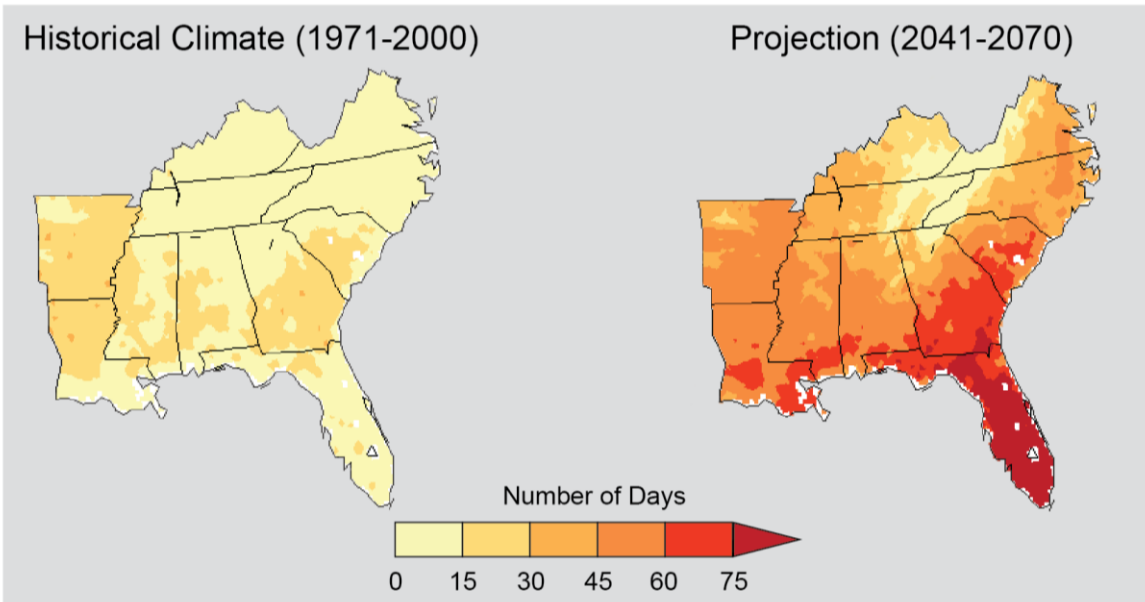 Historical Climate (1971-2000)
Projection (2041-2070)
Number of Days
0 15 30 45 60 75